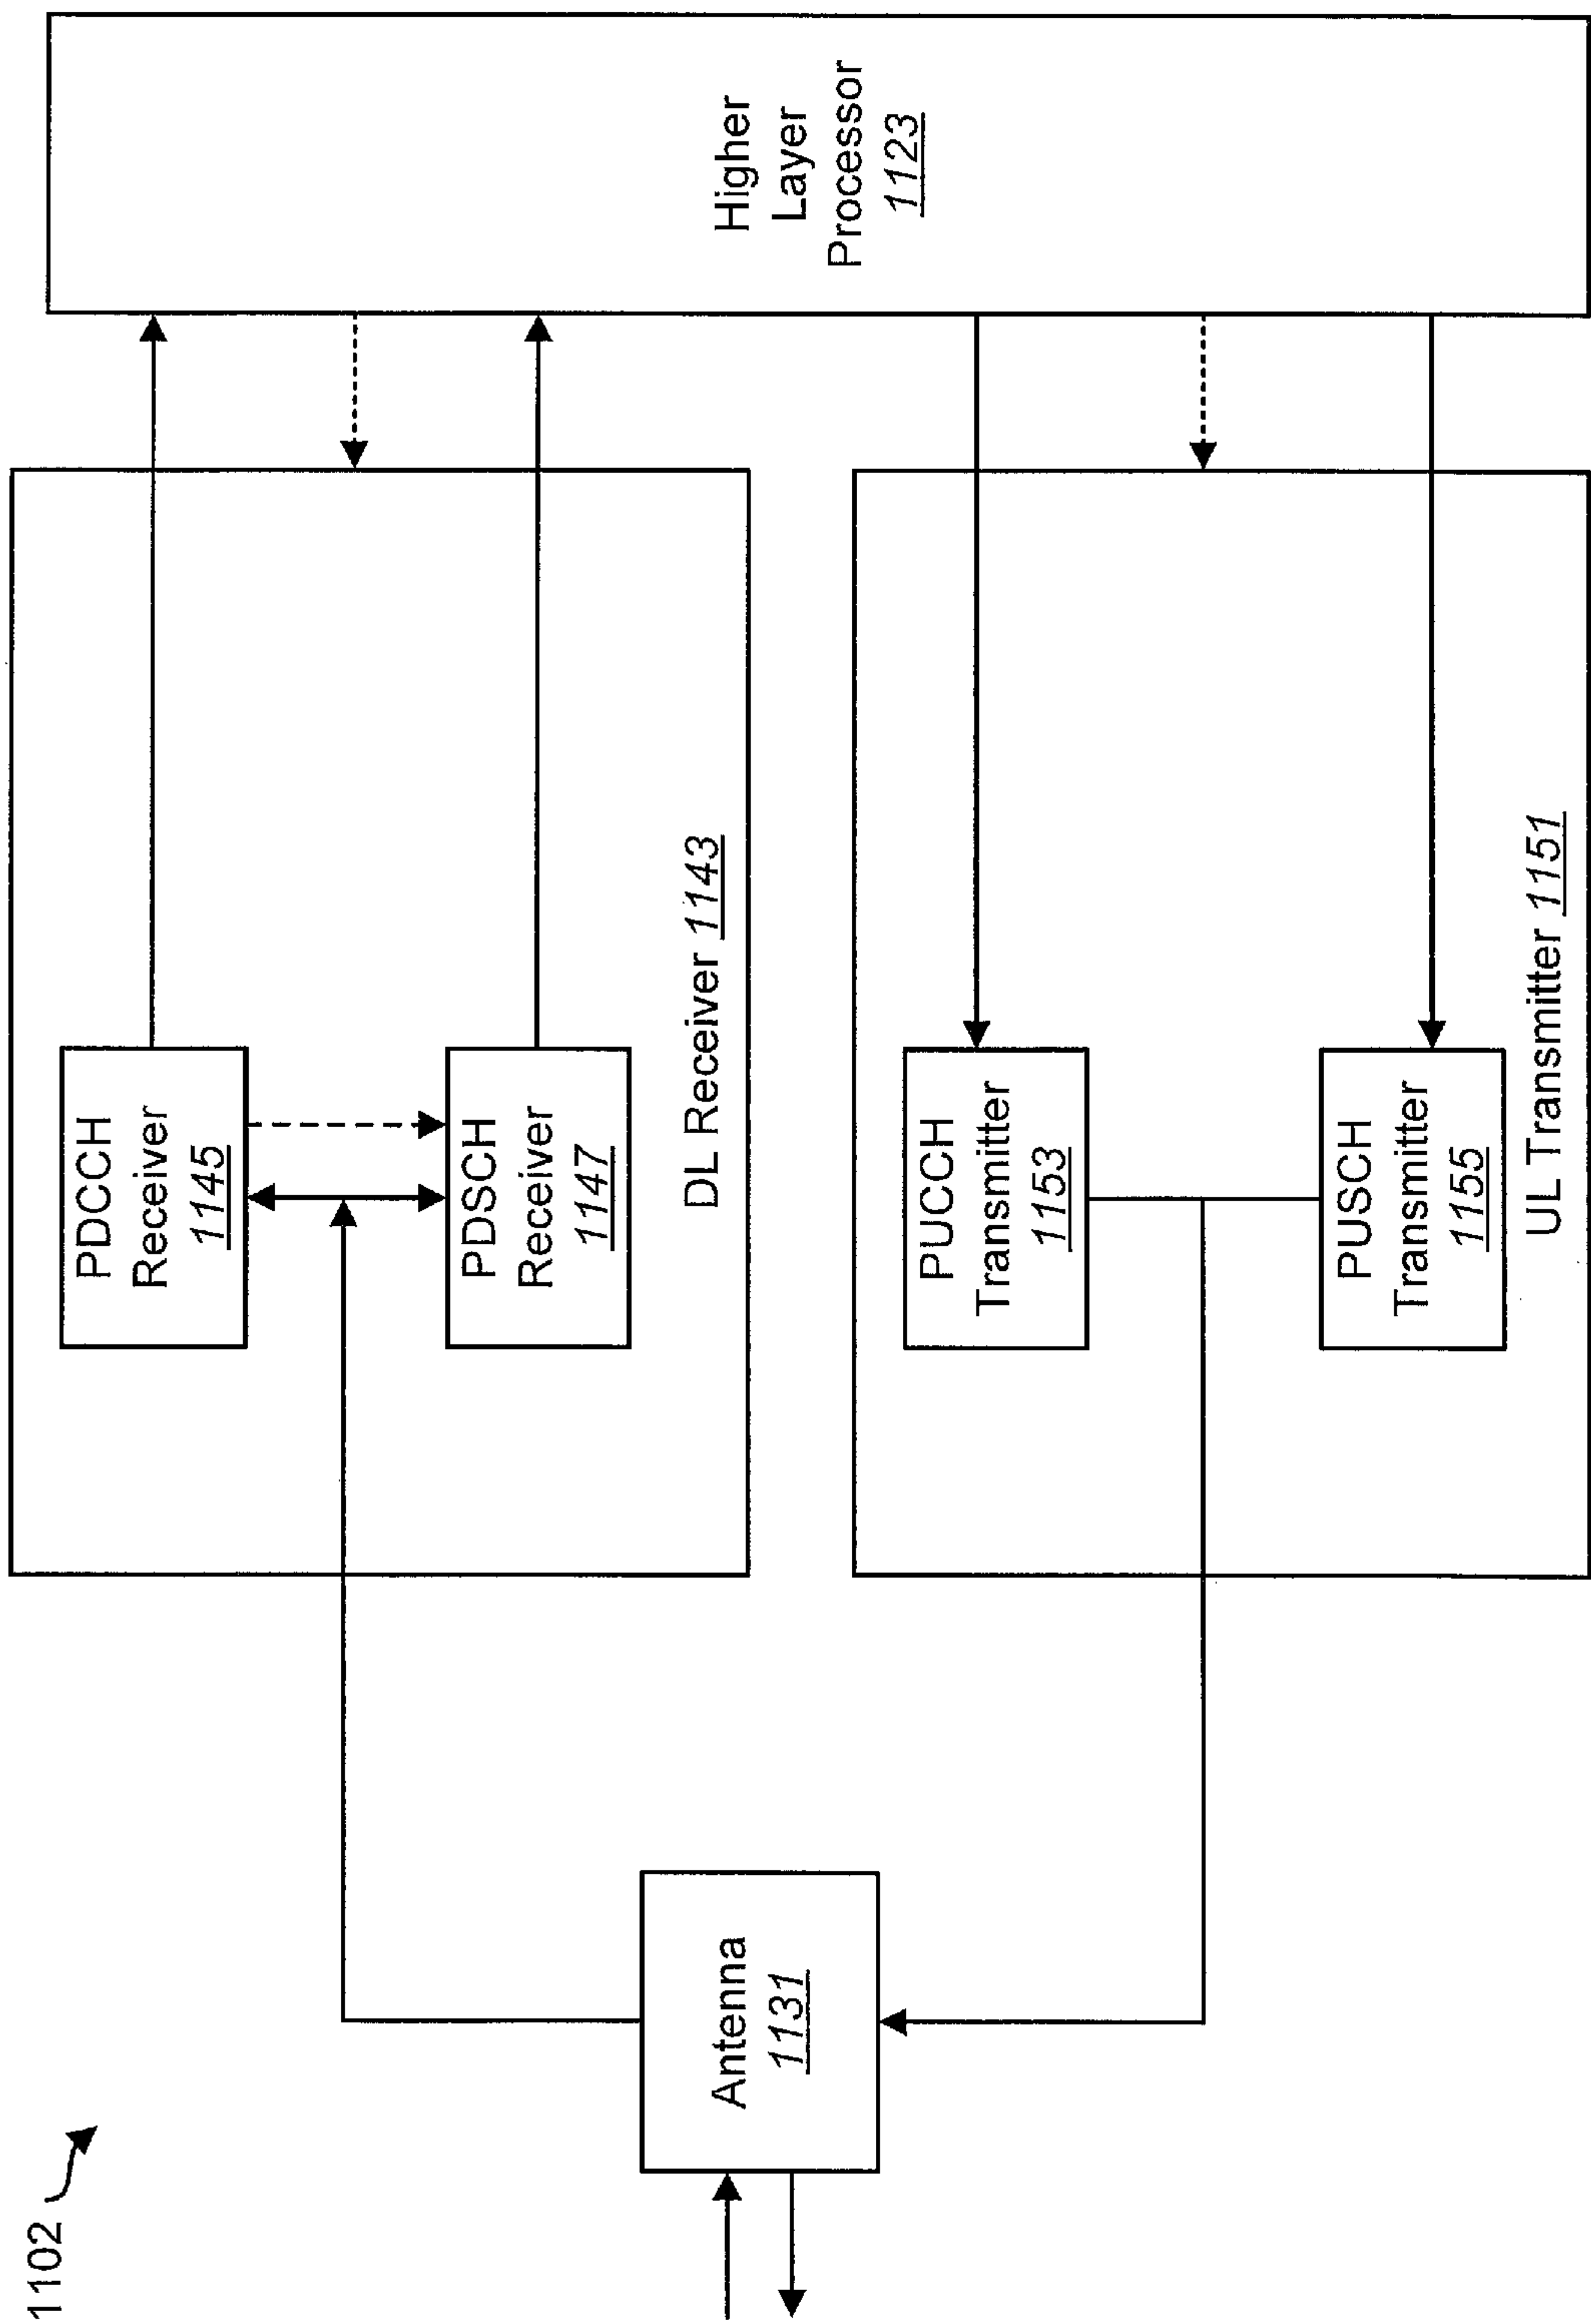 1102
Antenna
1131
PDCCH
Receiver
1145
PDSCH
Receiver
1147
DL Receiver 1143
PUCCH
Transmitter
1153
PUSCH
Transmitter
1155
UL Transmitter 1151
Higher
Layer
Processor
1123